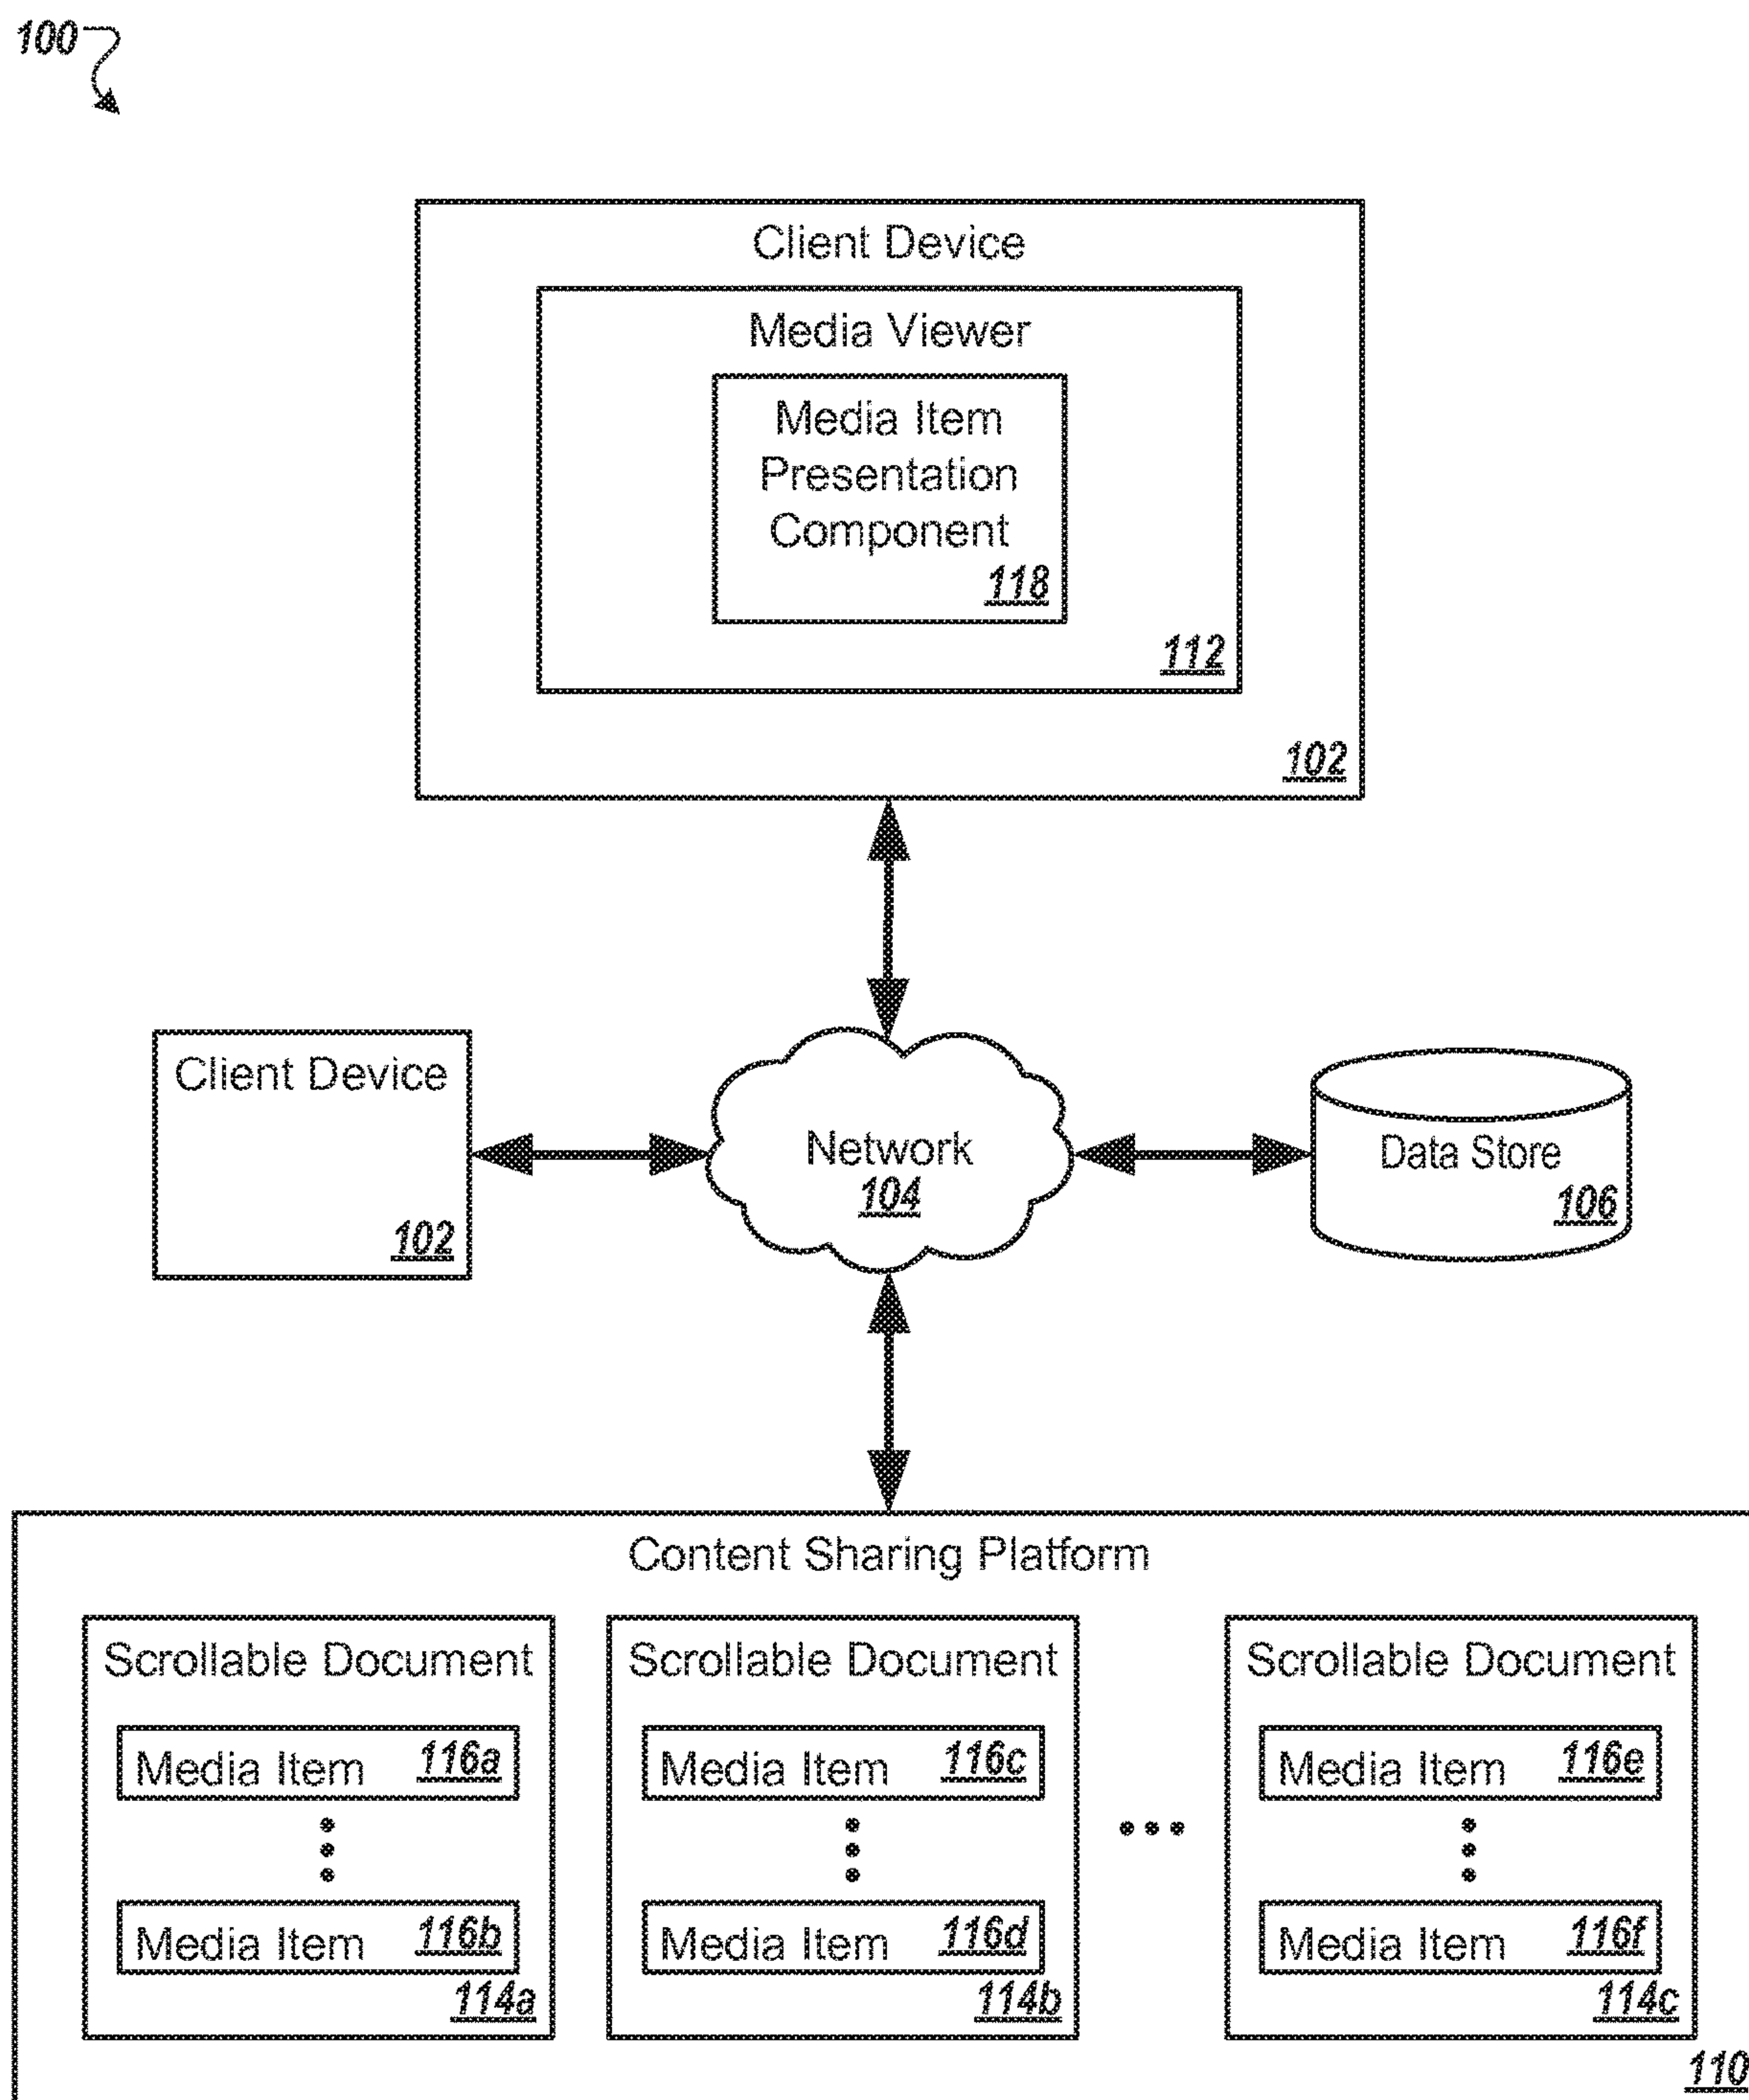 100
Client Device
Media Viewer
Media Item
Presentation
Component
118
112
102
Client Device
102
Network
104
Data Store
106
Content Sharing Platform
Scrollable Document
Media Item 116a
Media Item 116b
114a
Scrollable Document
Media Item 116c
Media Item 116d
114b
Scrollable Document
Media Item 116e
Media Item 116f
114c
110